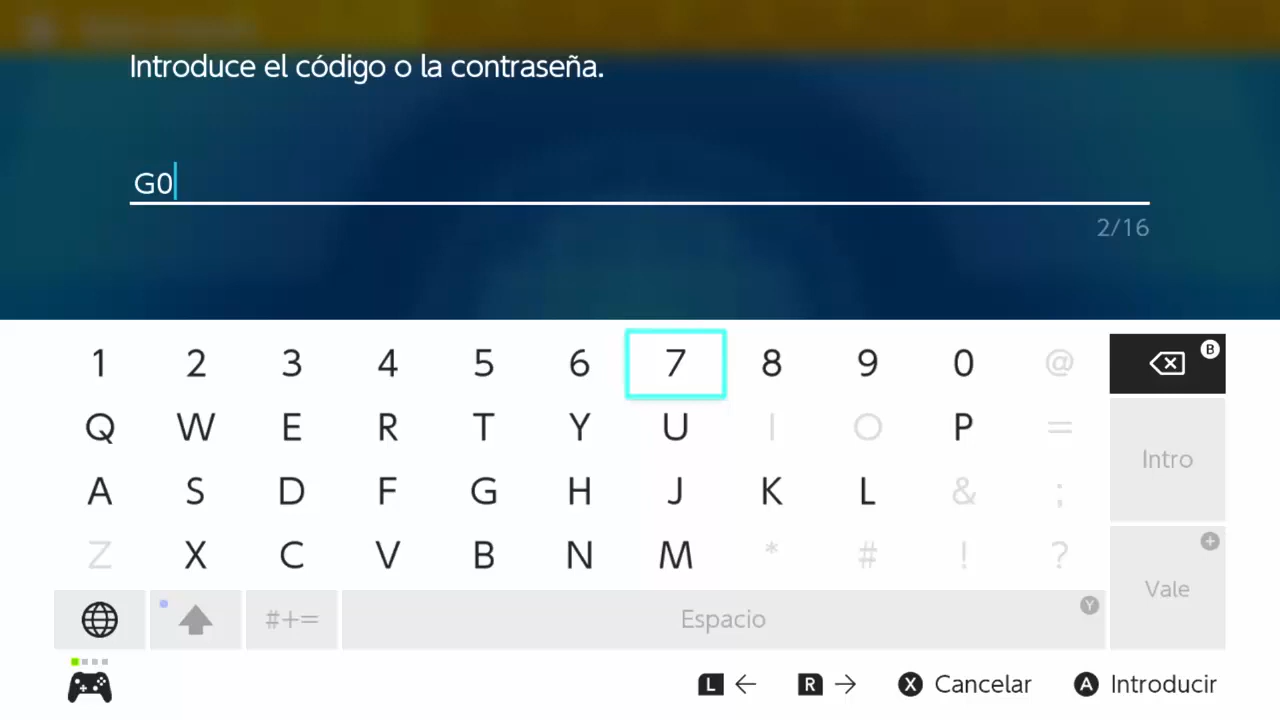 Introduce el código o la contraseña.
G0
2/16
1 2 3 4 5 6 7 8 9 0 @ B
Q W E R T Y U I O P =
Intro
A S D F G H J K L & ;
Z X C V B N M * # ! ? +
Vale
#+= Espacio Y
L ← R → X Cancelar A Introducir